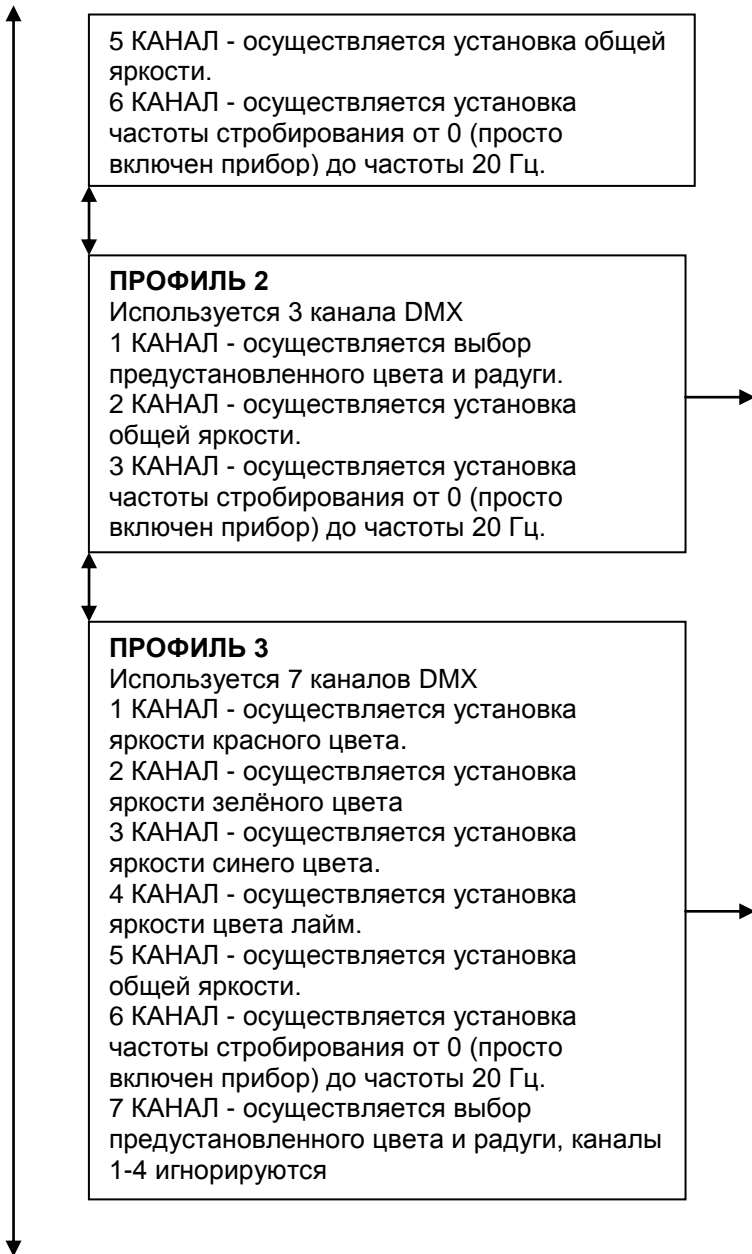 5 КАНАЛ - осуществляется установка общей
яркости.
6 КАНАЛ - осуществляется установка
частоты стробирования от 0 (просто
включен прибор) до частоты 20 Гц.
ПРОФИЛЬ 2
Используется 3 канала DMX
1 КАНАЛ - осуществляется выбор
предустановленного цвета и радуги.
2 КАНАЛ - осуществляется установка
общей яркости.
3 КАНАЛ - осуществляется установка
частоты стробирования от 0 (просто
включен прибор) до частоты 20 Гц.
ПРОФИЛЬ 3
Используется 7 каналов DMX
1 КАНАЛ - осуществляется установка
яркости красного цвета.
2 КАНАЛ - осуществляется установка
яркости зелёного цвета
3 КАНАЛ - осуществляется установка
яркости синего цвета.
4 КАНАЛ - осуществляется установка
яркости цвета лайм.
5 КАНАЛ - осуществляется установка
общей яркости.
6 КАНАЛ - осуществляется установка
частоты стробирования от 0 (просто
включен прибор) до частоты 20 Гц.
7 КАНАЛ - осуществляется выбор
предустановленного цвета и радуги, каналы
1-4 игнорируются